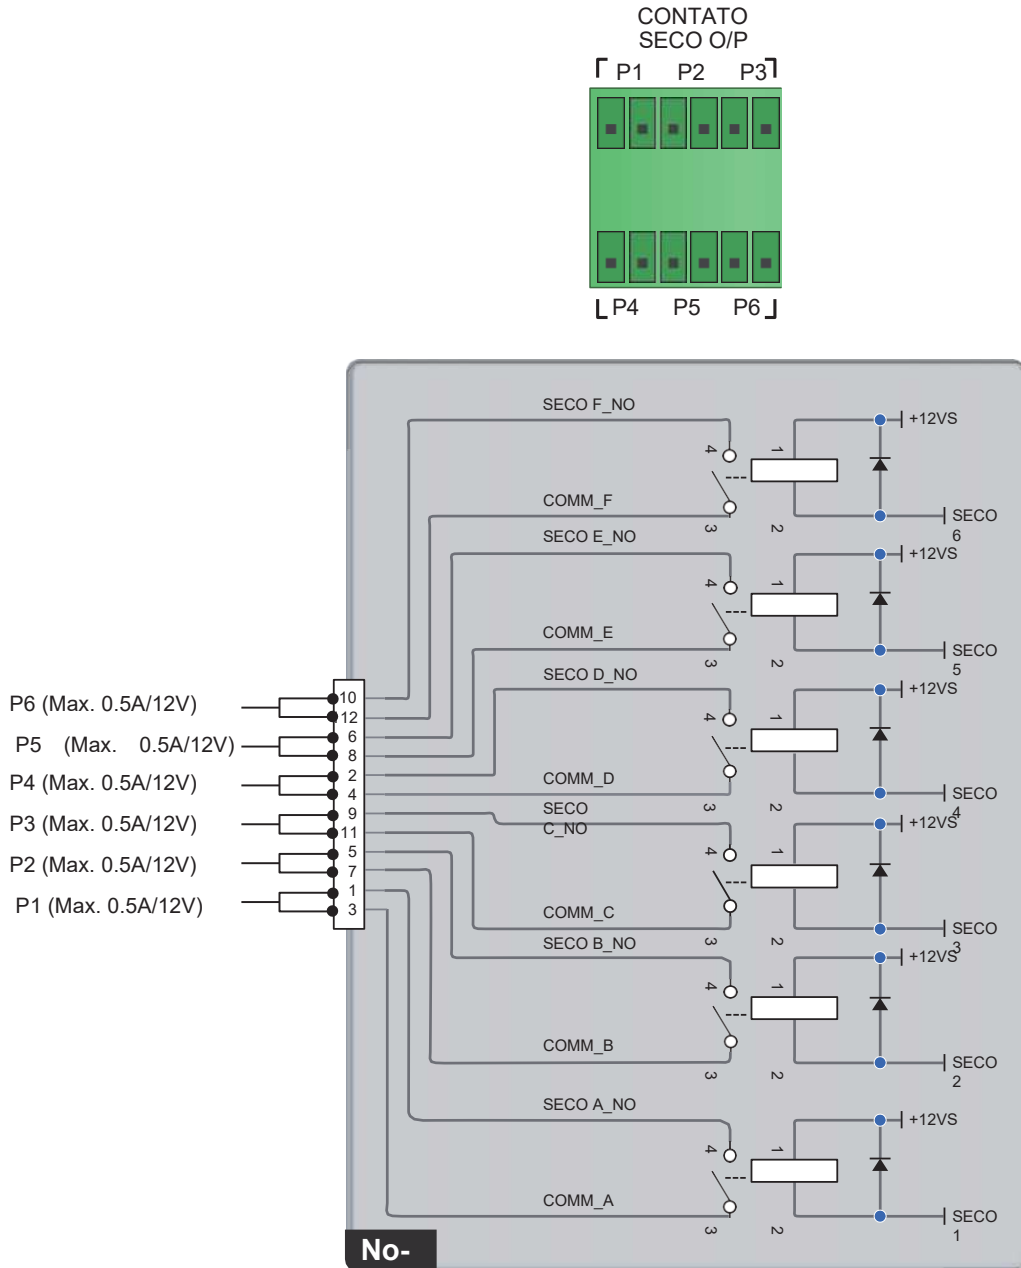 CONTATO
SECO O/P
P1 P2 P3
P4 P5 P6
SECO F_NO
+12VS
4
1
COMM_F
3
2
SECO
6
SECO E_NO
+12VS
4
1
COMM_E
3
2
SECO
5
SECO D_NO
+12VS
4
1
COMM_D
3
2
SECO
4
SECO
C_NO
+12VS
4
1
COMM_C
3
2
SECO
3
SECO B_NO
+12VS
4
1
COMM_B
3
2
SECO
2
SECO A_NO
+12VS
4
1
COMM_A
3
2
SECO
1
P6 (Max. 0.5A/12V)
10
12
P5 (Max. 0.5A/12V)
6
8
P4 (Max. 0.5A/12V)
2
4
P3 (Max. 0.5A/12V)
9
11
P2 (Max. 0.5A/12V)
5
7
P1 (Max. 0.5A/12V)
1
3
No-